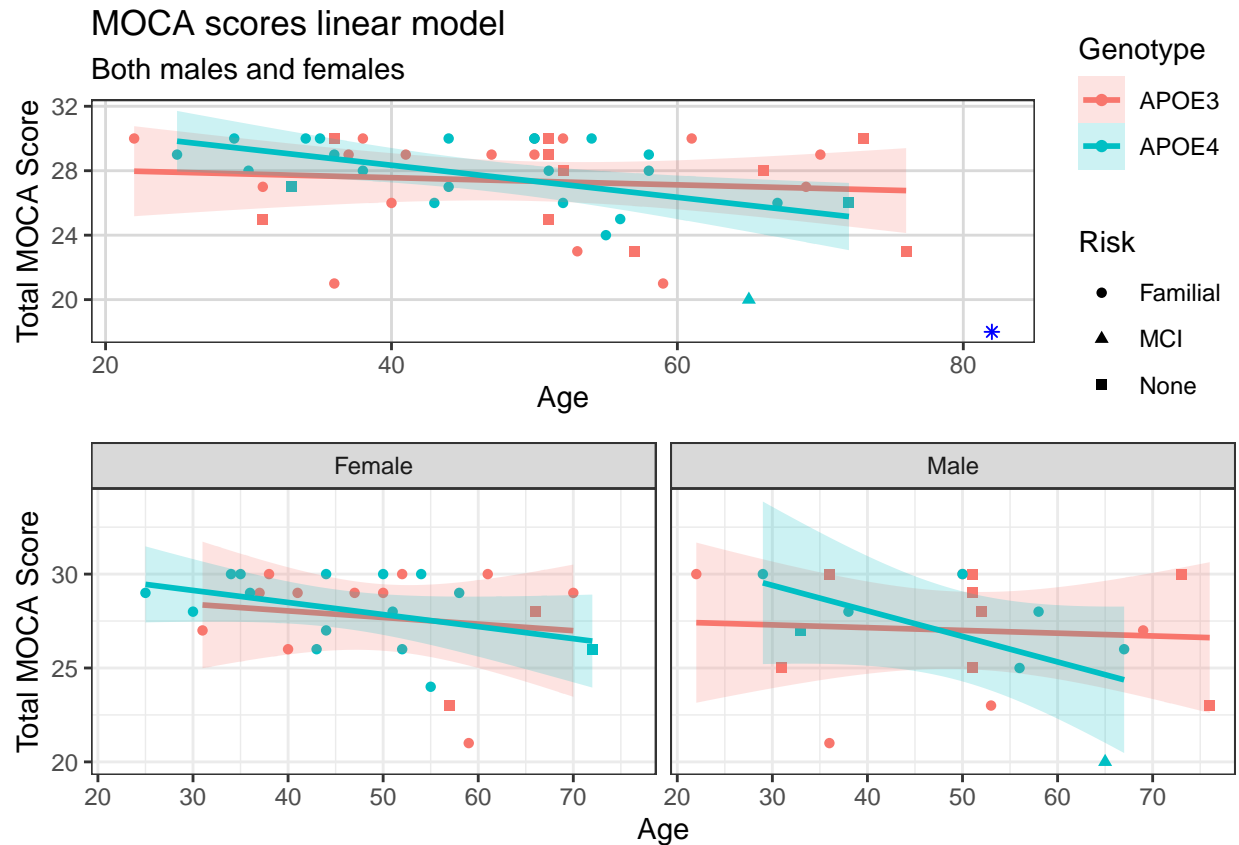 MOCA scores linear model
Both males and females
Total MOCA Score
32
28
24
20
20
40
60
80
Age
Genotype
APOE3
APOE4
Risk
Familial
MCI
None
Female
Male
Total MOCA Score
30
25
20
20
30
40
50
60
70
20
30
40
50
60
70
Age